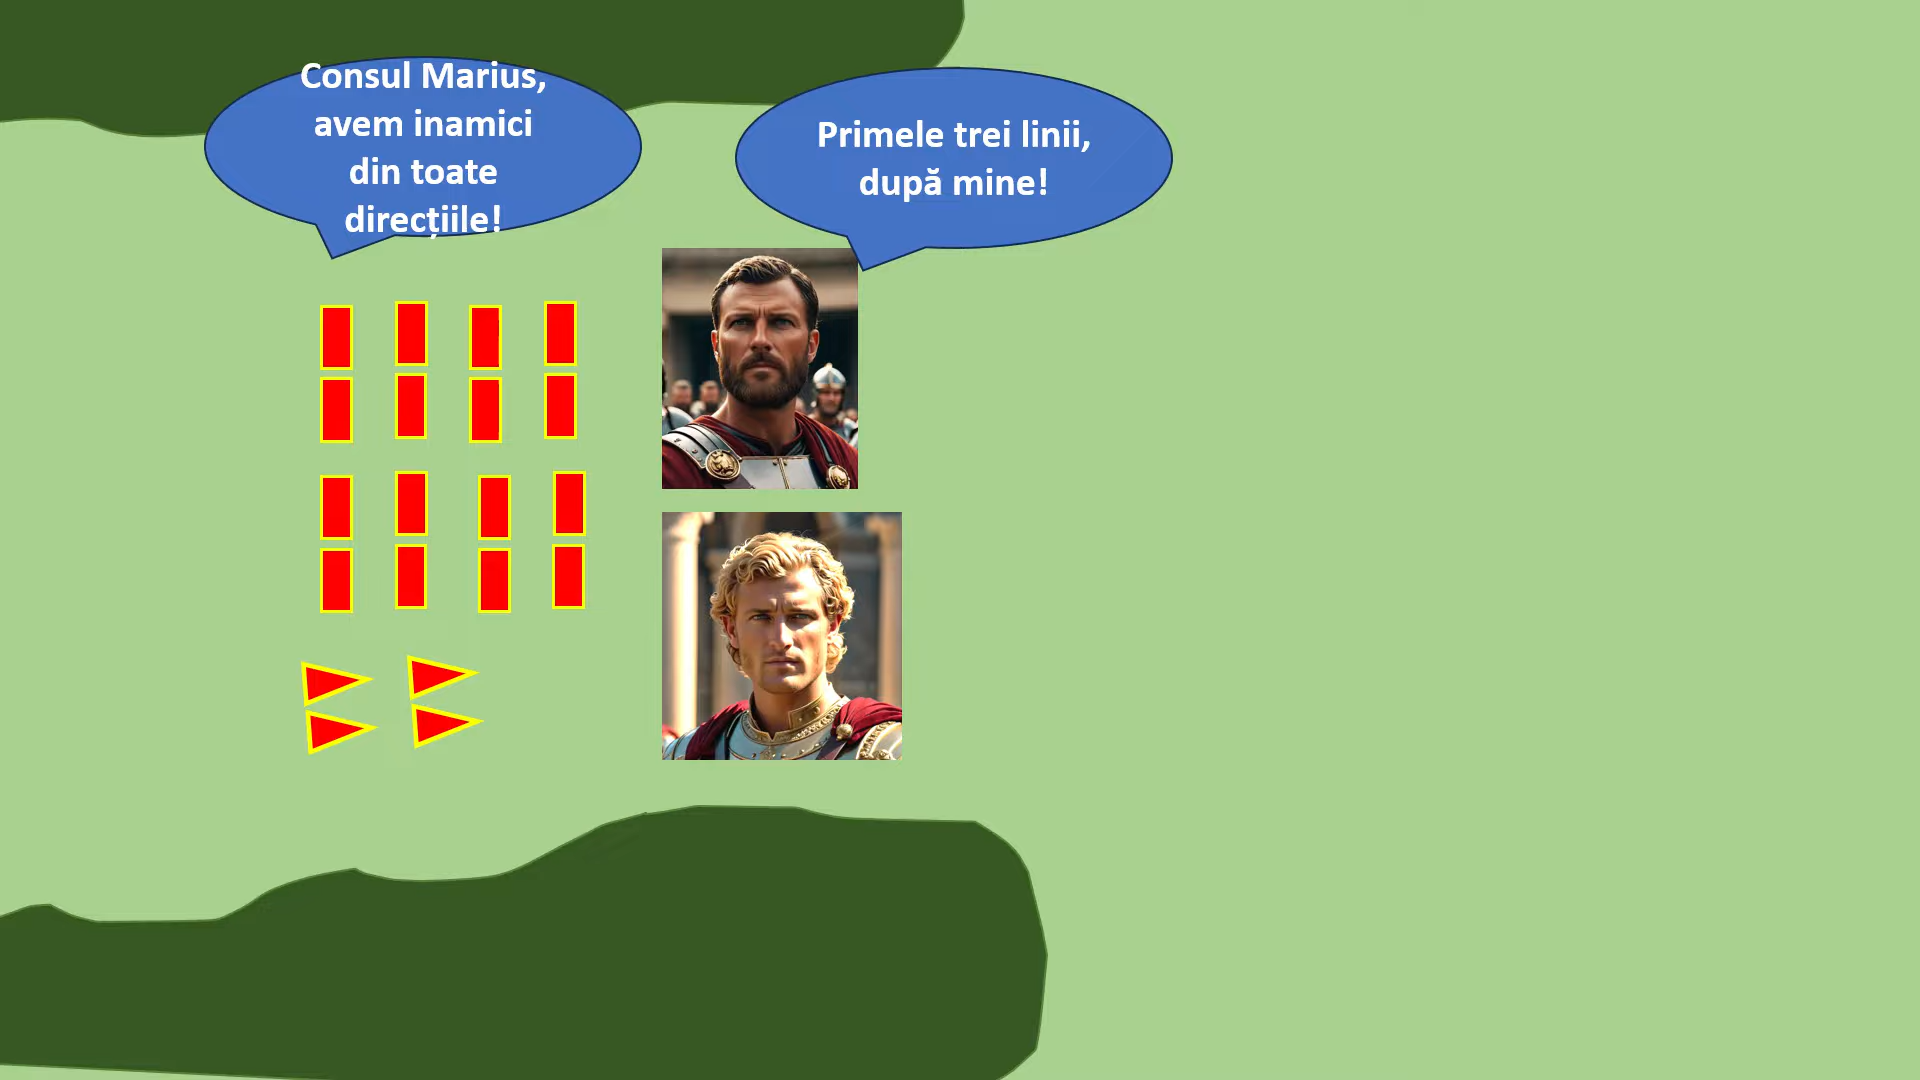 Consul Marius,
avem inamici
din toate
direcțiile!
Primele trei linii,
după mine!